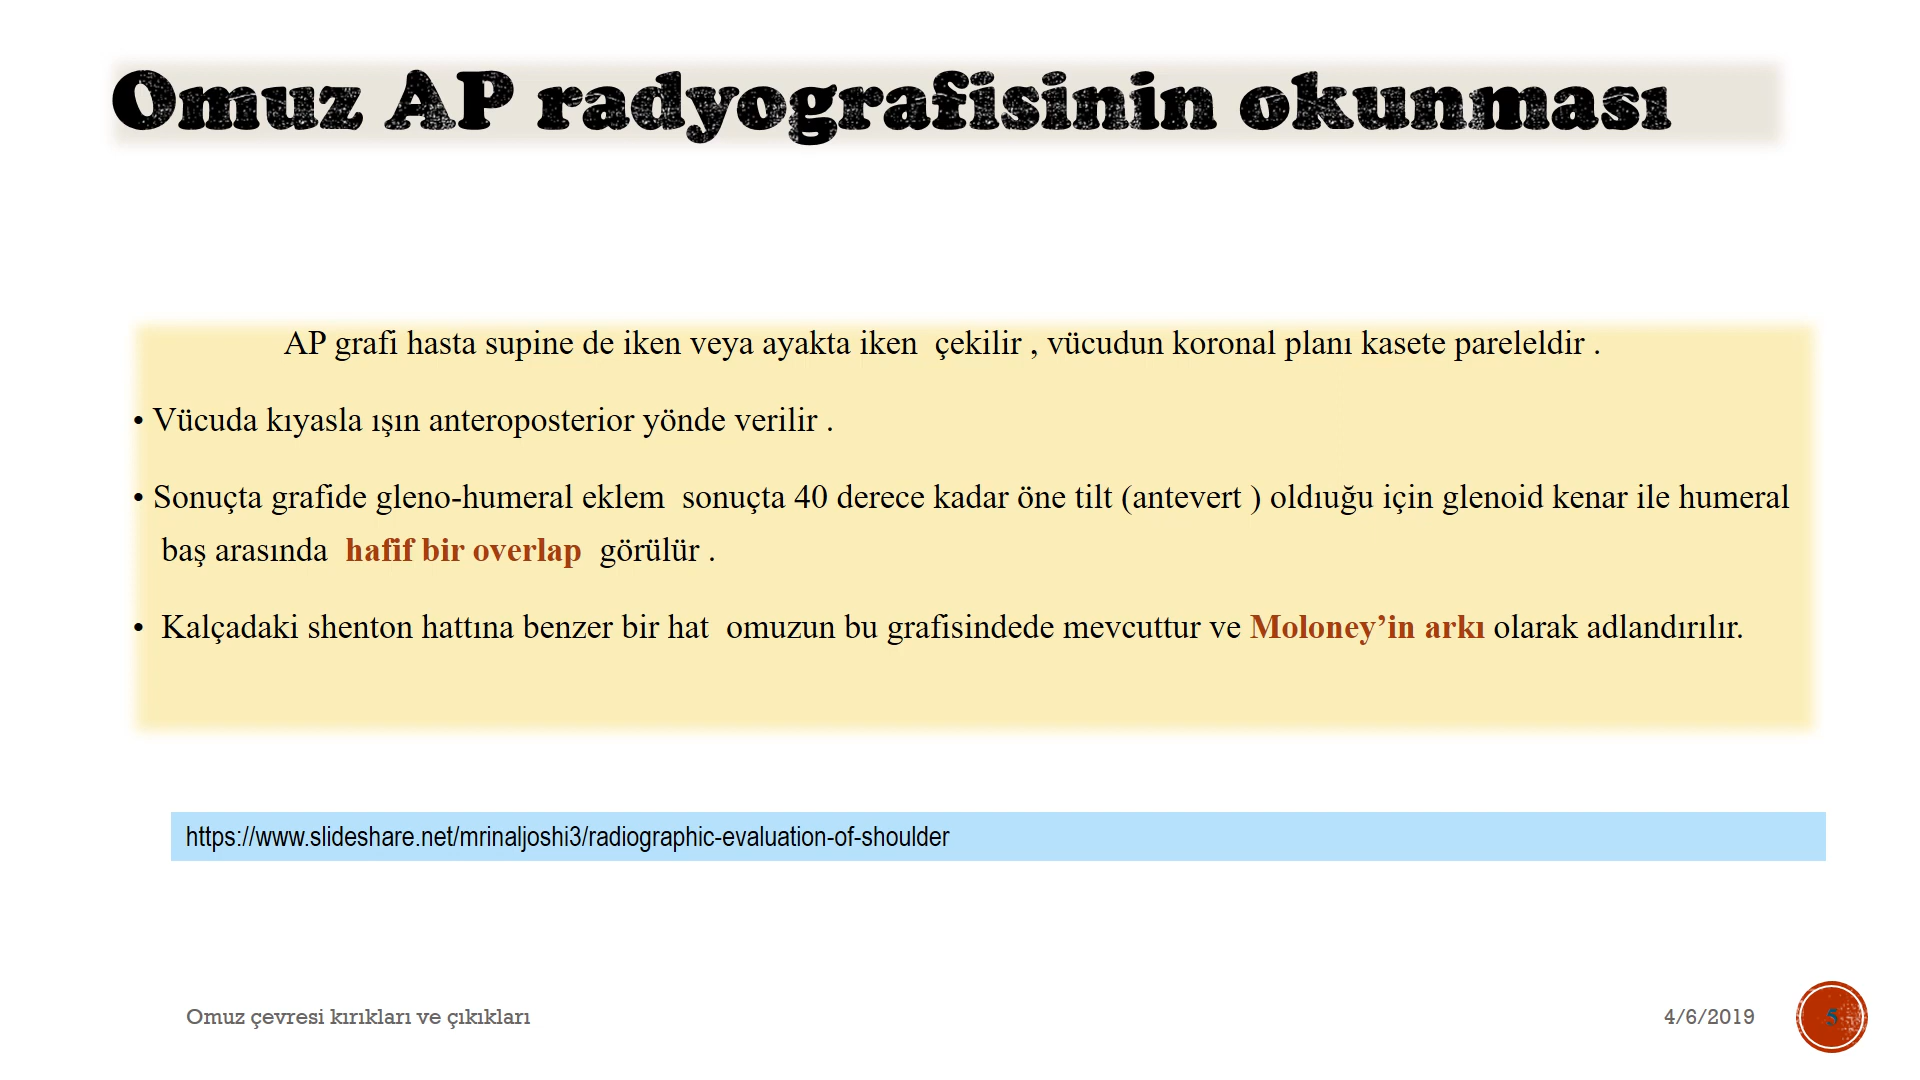 Omuz AP radyografisinin okunması
AP grafi hasta supine de iken veya ayakta iken  çekilir , vücudun koronal planı kasete pareleldir .
• Vücuda kıyasla ışın anteroposterior yönde verilir .
• Sonuçta grafide gleno-humeral eklem  sonuçta 40 derece kadar öne tilt (antevert ) oldıuğu için glenoid kenar ile humeral
baş arasında  hafif bir overlap  görülür .
•  Kalçadaki shenton hattına benzer bir hat  omuzun bu grafisindede mevcuttur ve Moloney’in arkı olarak adlandırılır.
https://www.slideshare.net/mrinaljoshi3/radiographic-evaluation-of-shoulder
Omuz çevresi kırıkları ve çıkıkları
4/6/2019
5